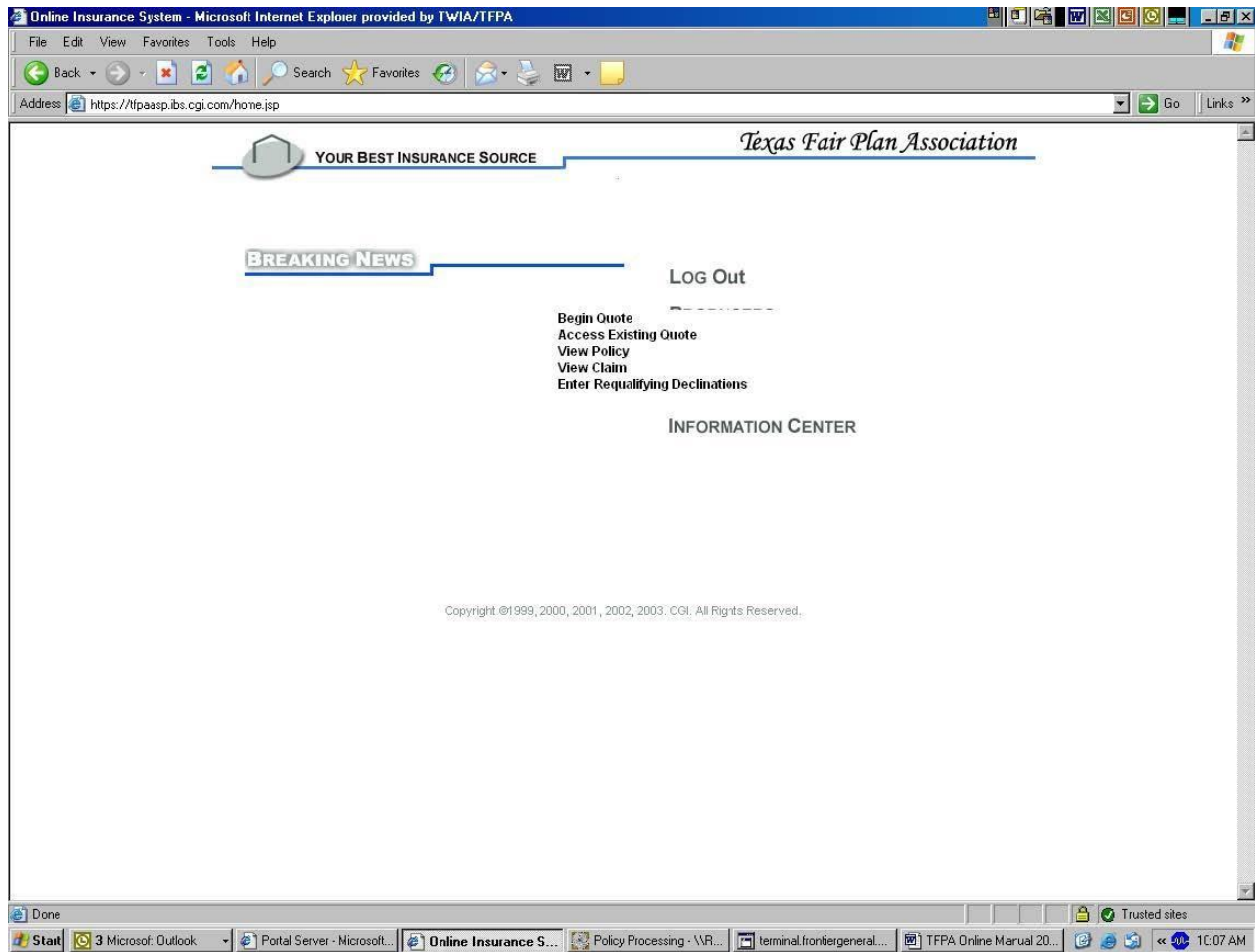 Online Insurance System - Microsoft Internet Explorer provided by TWIA/TFPA
File Edit View Favorites Tools Help
Back Search Favorites
Address https://tfpaasp.ibs.cgi.com/home.jsp Go Links »
YOUR BEST INSURANCE SOURCE
Texas Fair Plan Association
BREAKING NEWS
LOG Out
Begin Quote
Access Existing Quote
View Policy
View Claim
Enter Requalifying Declinations
INFORMATION CENTER
Copyright ©1999, 2000, 2001, 2002, 2003. CGI. All Rights Reserved.
Done Trusted sites
Start 3 Microsoft Outlook Portal Server - Microsoft... Online Insurance S... Policy Processing - \\R... terminal.frontiergeneral.... TFPA Online Manual 20... 10:07 AM